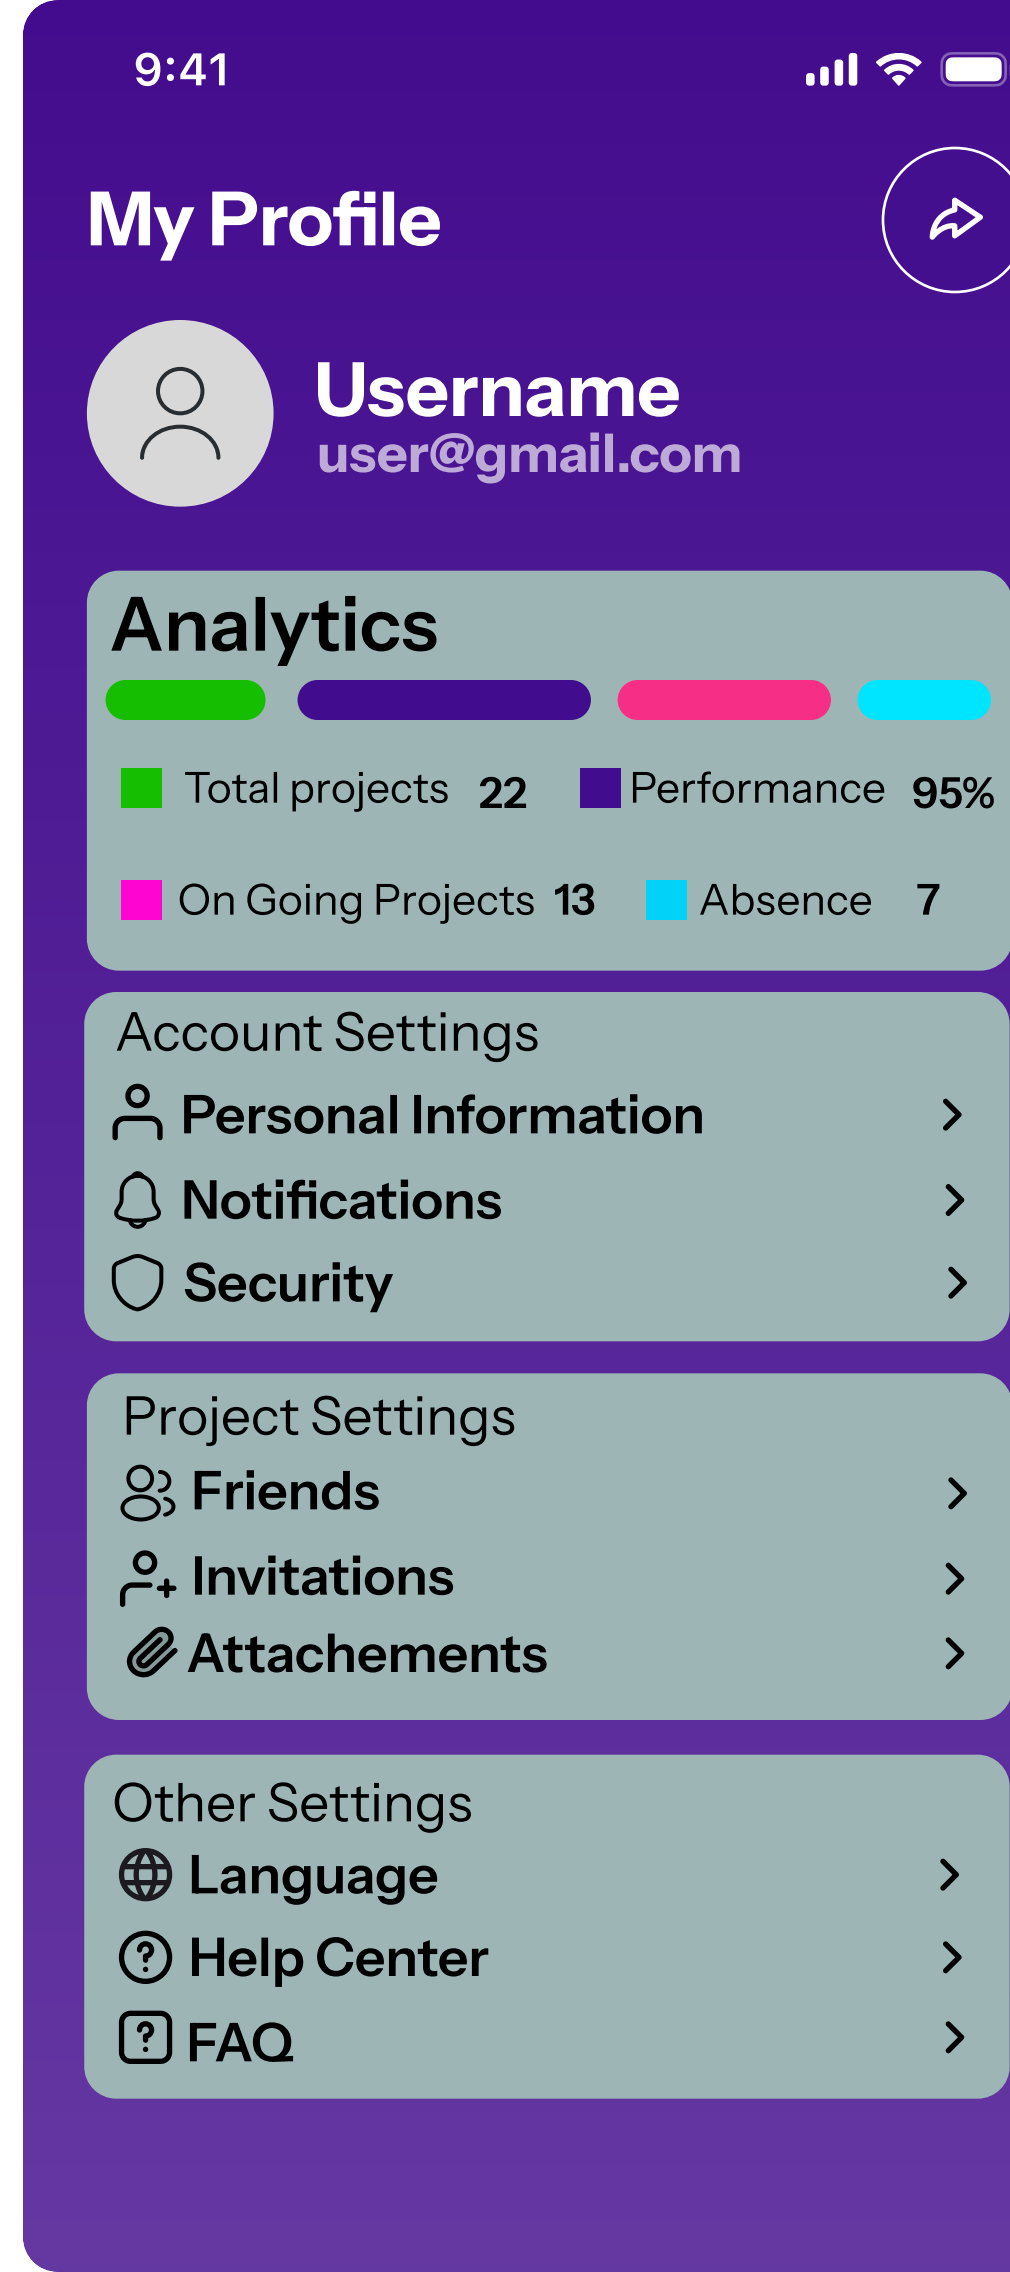 9:41
My Profile
Username
user@gmail.com
Analytics
Total projects 22 Performance 95%
On Going Projects 13 Absence 7
Account Settings
Personal Information
Notifications
Security
Project Settings
Friends
Invitations
Attachements
Other Settings
Language
Help Center
FAQ